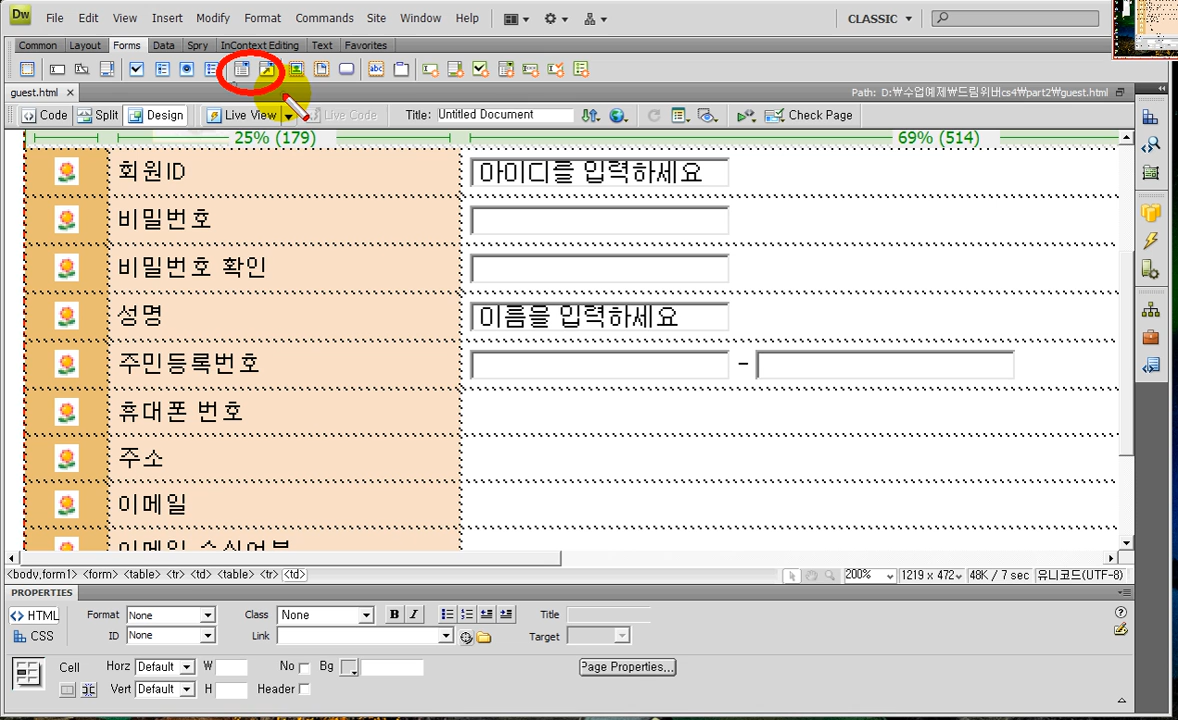 Dw File Edit View Insert Modify Format Commands Site Window Help CLASSIC
Common Layout Forms Data Spry InContext Editing Text Favorites
guest.html Path: D:₩수업예제₩드림위버cs4₩part2₩guest.html
Code Split Design Live View Live Code Title: Untitled Document Check Page
25% (179) 69% (514)
회원ID 아이디를 입력하세요
비밀번호
비밀번호 확인
성명 이름을 입력하세요
주민등록번호 -
휴대폰 번호
주소
이메일
이메일 수신여부
<body.form1> <form> <table> <tr> <td> <table> <tr> <td> 200% 1219 x 472 48K / 7 sec 유니코드(UTF-8)
PROPERTIES
HTML Format None Class None B I Title
CSS ID None Link Target
Cell Horz Default W No Bg Page Properties...
Vert Default H Header